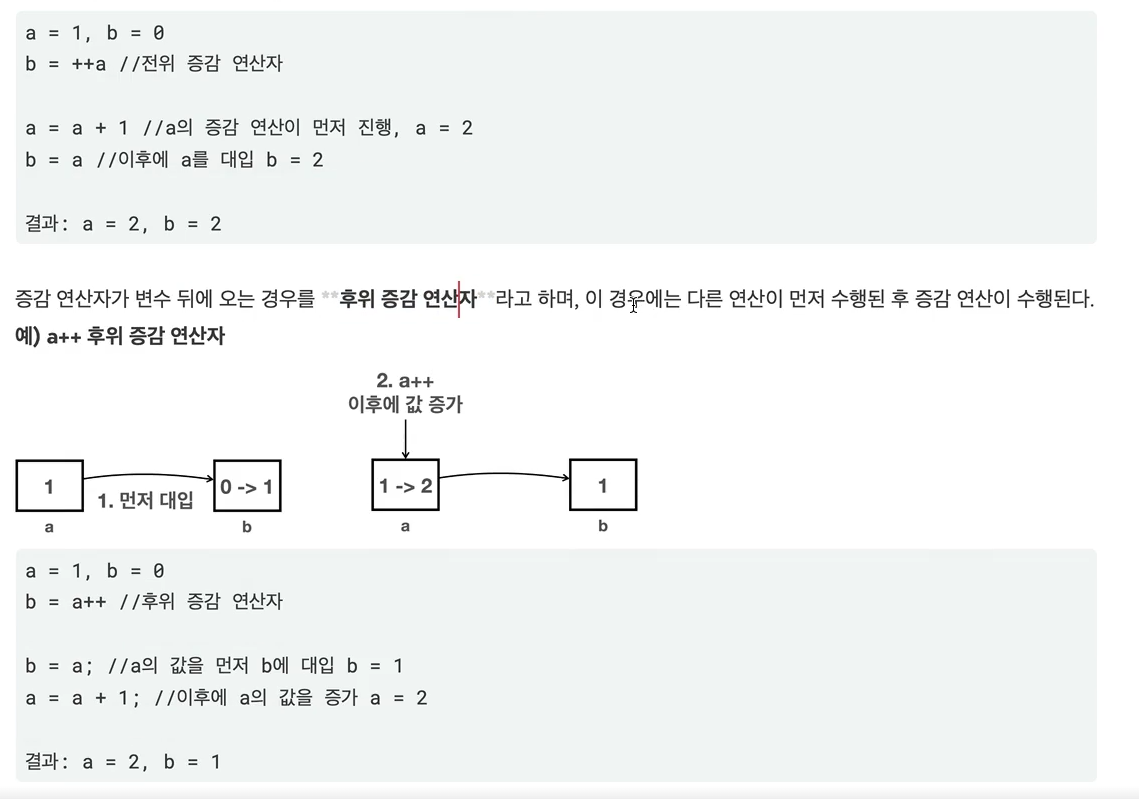 a = 1, b = 0
b = ++a //전위 증감 연산자
a = a + 1 //a의 증감 연산이 먼저 진행, a = 2
b = a //이후에 a를 대입 b = 2
결과: a = 2, b = 2
증감 연산자가 변수 뒤에 오는 경우를 **후위 증감 연산자**라고 하며, 이 경우에는 다른 연산이 먼저 수행된 후 증감 연산이 수행된다.
예) a++ 후위 증감 연산자
2. a++
이후에 값 증가
1
1. 먼저 대입
0 -> 1
1 -> 2
1
a
b
a
b
a = 1, b = 0
b = a++ //후위 증감 연산자
b = a; //a의 값을 먼저 b에 대입 b = 1
a = a + 1; //이후에 a의 값을 증가 a = 2
결과: a = 2, b = 1